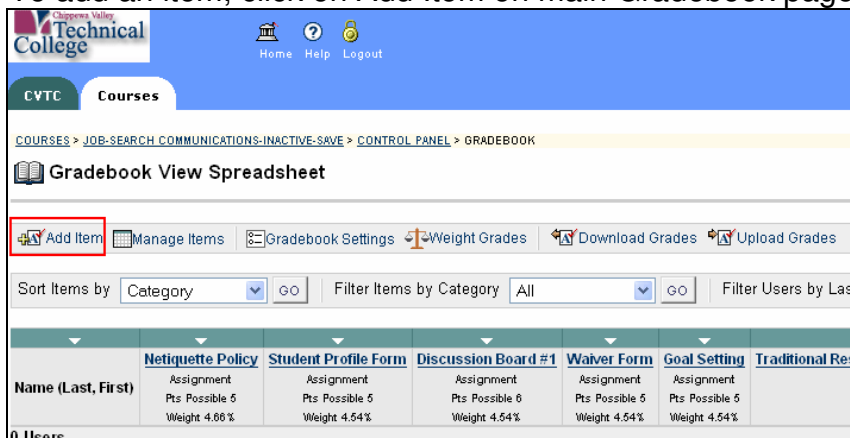 To add an item, click on Add Item on main Gradebook page
Chippewa Valley
Technical
College
Home Help Logout
CVTC Courses
COURSES > JOB-SEARCH COMMUNICATIONS-INACTIVE-SAVE > CONTROL PANEL > GRADEBOOK
Gradebook View Spreadsheet
Add Item Manage Items Gradebook Settings Weight Grades Download Grades Upload Grades
Sort Items by Category GO Filter Items by Category All GO Filter Users by Las
Netiquette Policy Student Profile Form Discussion Board #1 Waiver Form Goal Setting Traditional Res
Name (Last, First) Assignment Assignment Assignment Assignment Assignment
Pts Possible 5 Pts Possible 5 Pts Possible 6 Pts Possible 5 Pts Possible 5
Weight 4.66% Weight 4.54% Weight 4.54% Weight 4.54% Weight 4.54%
0 Users